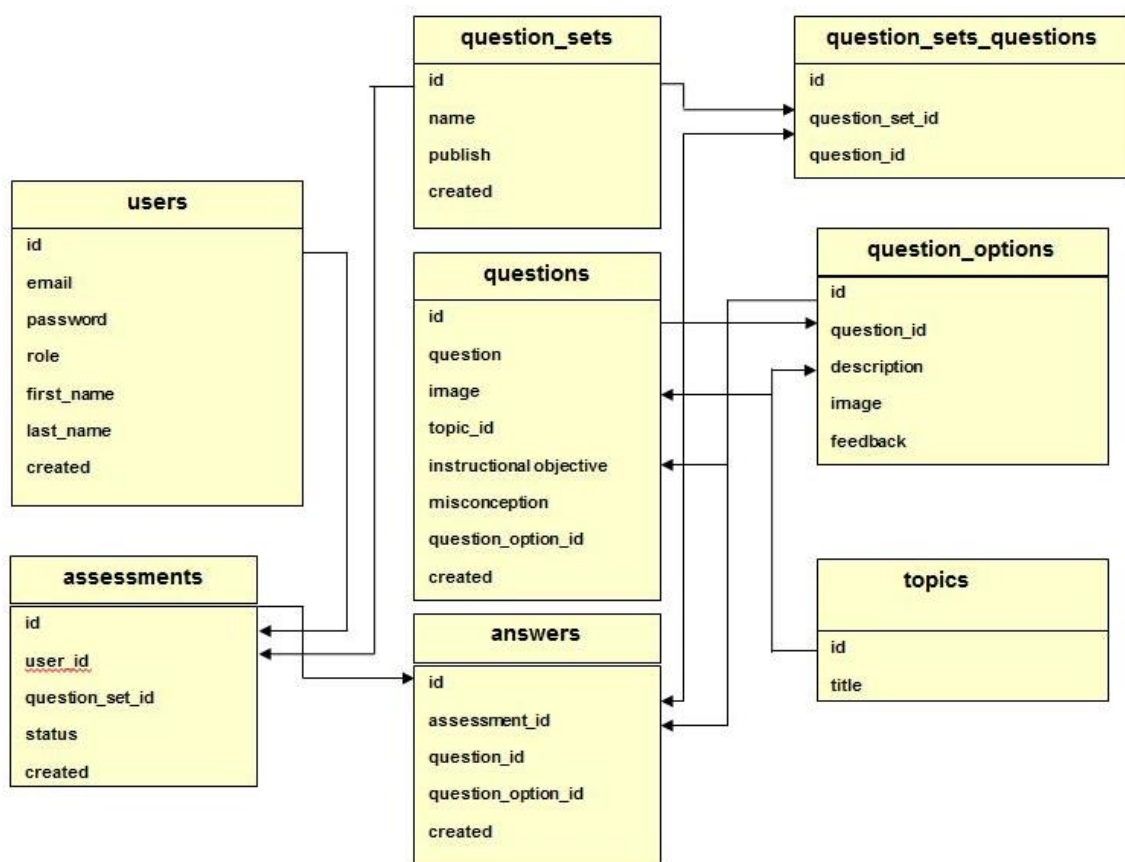 question_sets
id
name
publish
created
question_sets_questions
id
question_set_id
question_id
users
id
email
password
role
first_name
last_name
created
questions
id
question
image
topic_id
instructional objective
misconception
question_option_id
created
question_options
id
question_id
description
image
feedback
assessments
id
user_id
question_set_id
status
created
answers
id
assessment_id
question_id
question_option_id
created
topics
id
title